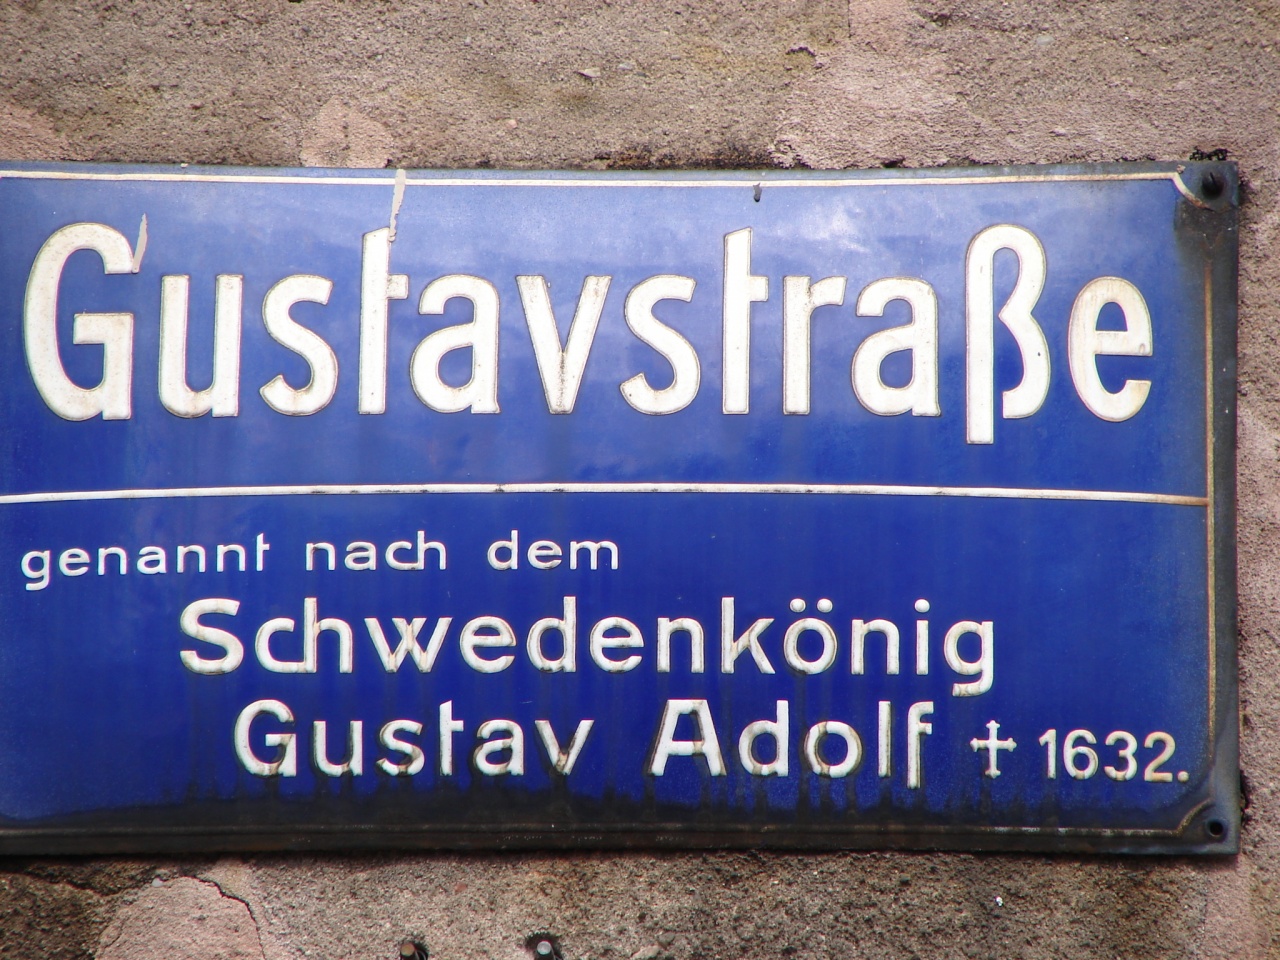 Gustavstraße
genannt nach dem
Schwedenkönig
Gustav Adolf † 1632.